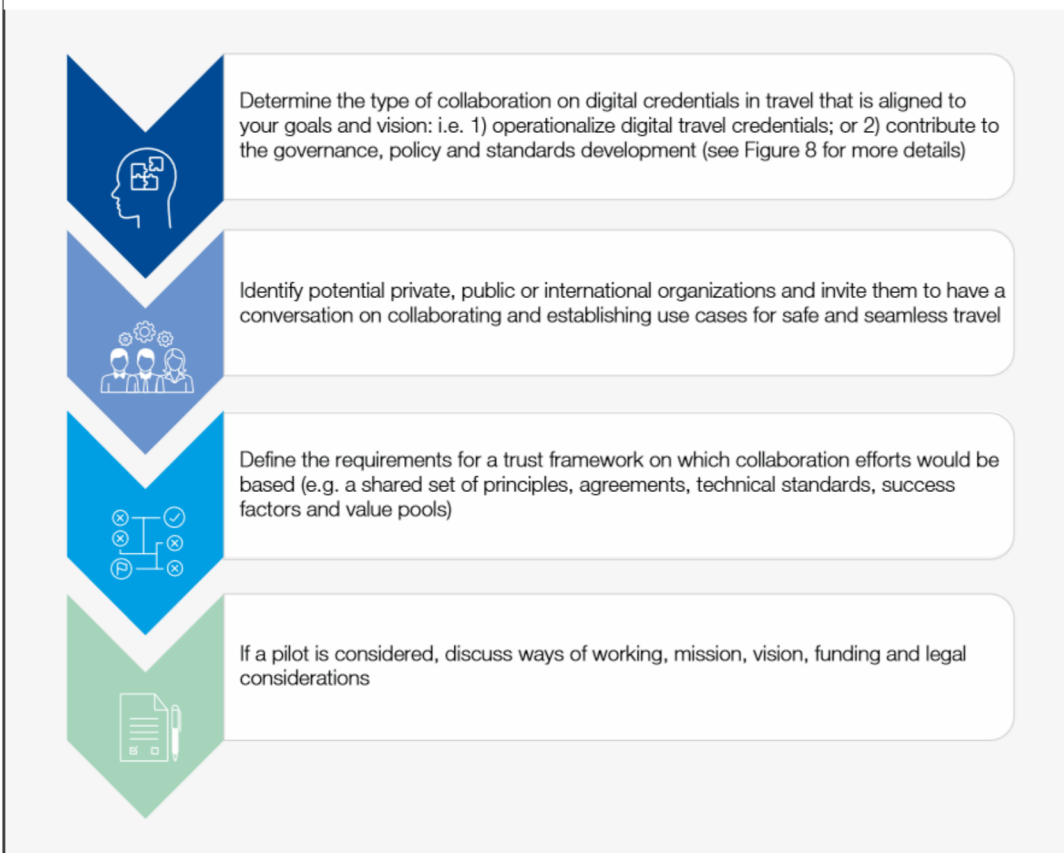 Determine the type of collaboration on digital credentials in travel that is aligned to
your goals and vision: i.e. 1) operationalize digital travel credentials; or 2) contribute to
the governance, policy and standards development (see Figure 8 for more details)
Identify potential private, public or international organizations and invite them to have a
conversation on collaborating and establishing use cases for safe and seamless travel
Define the requirements for a trust framework on which collaboration efforts would be
based (e.g. a shared set of principles, agreements, technical standards, success
factors and value pools)
If a pilot is considered, discuss ways of working, mission, vision, funding and legal
considerations